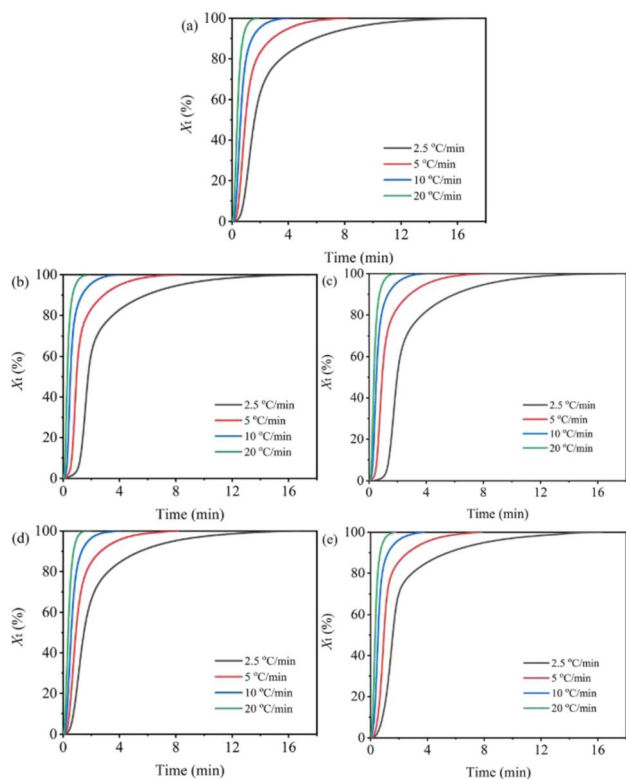 (a)
100
80
60
40
20
0
Xt (%)
2.5 °C/min
5 °C/min
10 °C/min
20 °C/min
0 4 8 12 16
Time (min)
(b)
100
80
60
40
20
0
Xt (%)
2.5 °C/min
5 °C/min
10 °C/min
20 °C/min
0 4 8 12 16
Time (min)
(c)
100
80
60
40
20
0
Xt (%)
2.5 °C/min
5 °C/min
10 °C/min
20 °C/min
0 4 8 12 16
Time (min)
(d)
100
80
60
40
20
0
Xt (%)
2.5 °C/min
5 °C/min
10 °C/min
20 °C/min
0 4 8 12 16
Time (min)
(e)
100
80
60
40
20
0
Xt (%)
2.5 °C/min
5 °C/min
10 °C/min
20 °C/min
0 4 8 12 16
Time (min)